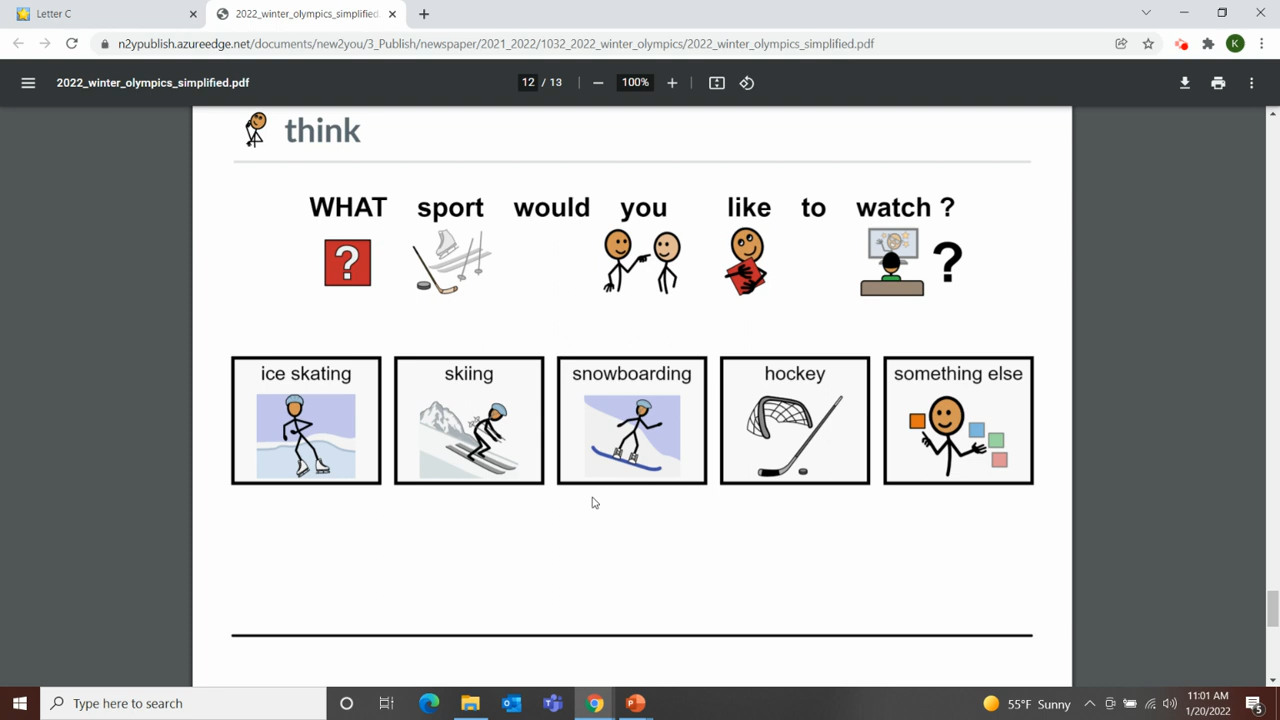 Letter C
2022_winter_olympics_simplified.
n2ypublish.azureedge.net/documents/new2you/3_Publish/newspaper/021_2022/1032_2022_winter_olympics/2022_winter_olympics_simplified.pdf
K
2022_winter_olympics_simplified.pdf
12 / 13
100%
think
WHAT sport would you like to watch ?
?
?
ice skating
skiing
snowboarding
hockey
something else
Type here to search
55°F Sunny
11:01 AM
1/20/2022
5